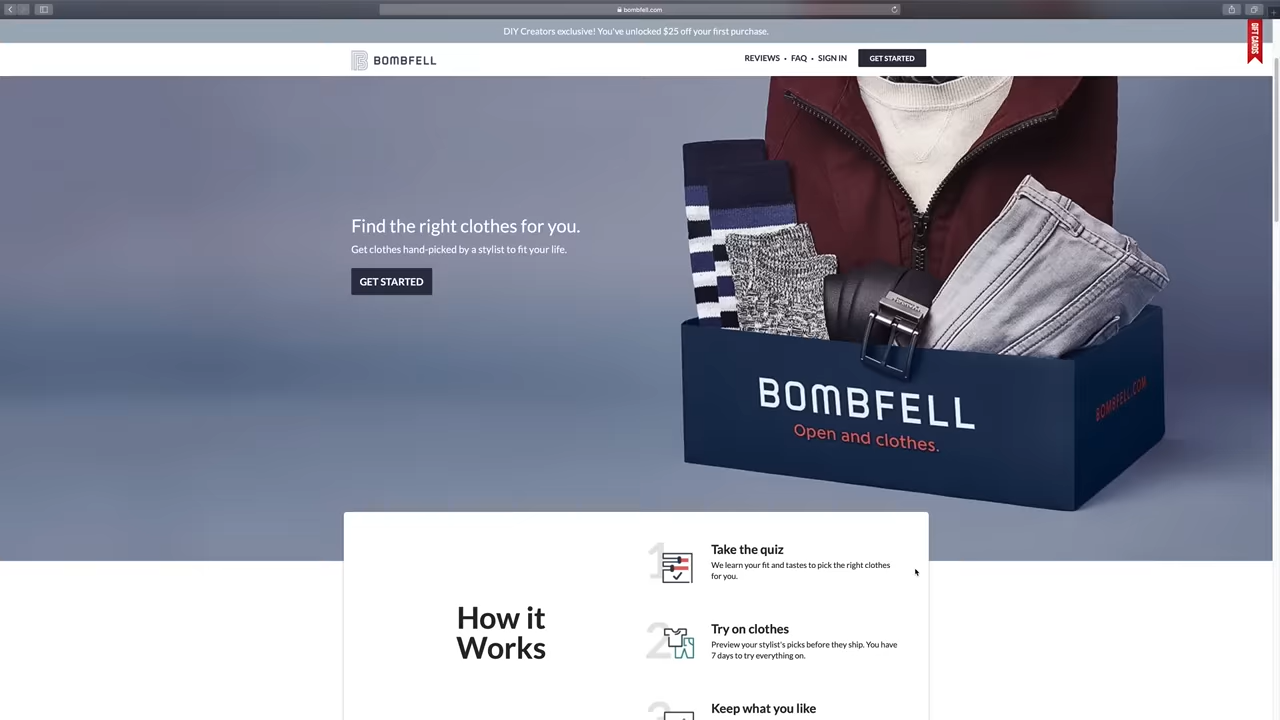 bombfell.com
DIY Creators exclusive! You've unlocked $25 off your first purchase.
GIFT CARDS
BOMBFELL
REVIEWS • FAQ • SIGN IN
GET STARTED
Find the right clothes for you.
Get clothes hand-picked by a stylist to fit your life.
GET STARTED
BOMBFELL
Open and clothes.
BOMBFELL.COM
How it
Works
1
Take the quiz
We learn your fit and tastes to pick the right clothes
for you.
2
Try on clothes
Preview your stylist's picks before they ship. You have
7 days to try everything on.
3
Keep what you like